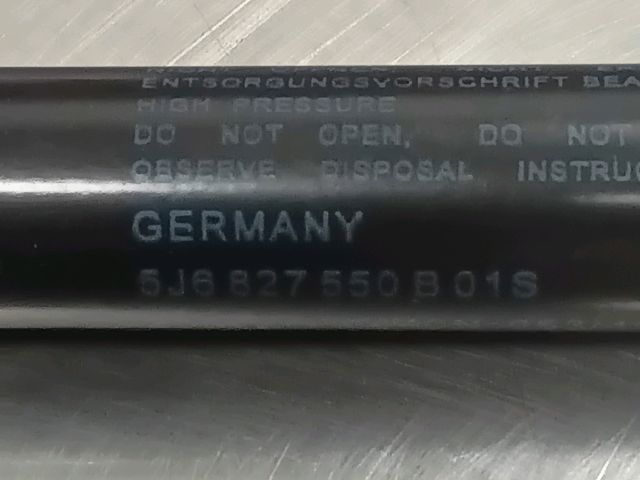 ENTSORGUNGSVORSCHRIFT BEA
HIGH PRESSURE
DO NOT OPEN, DO NOT
OBSERVE DISPOSAL INSTRUC
GERMANY
5J6 827 550 B 01S